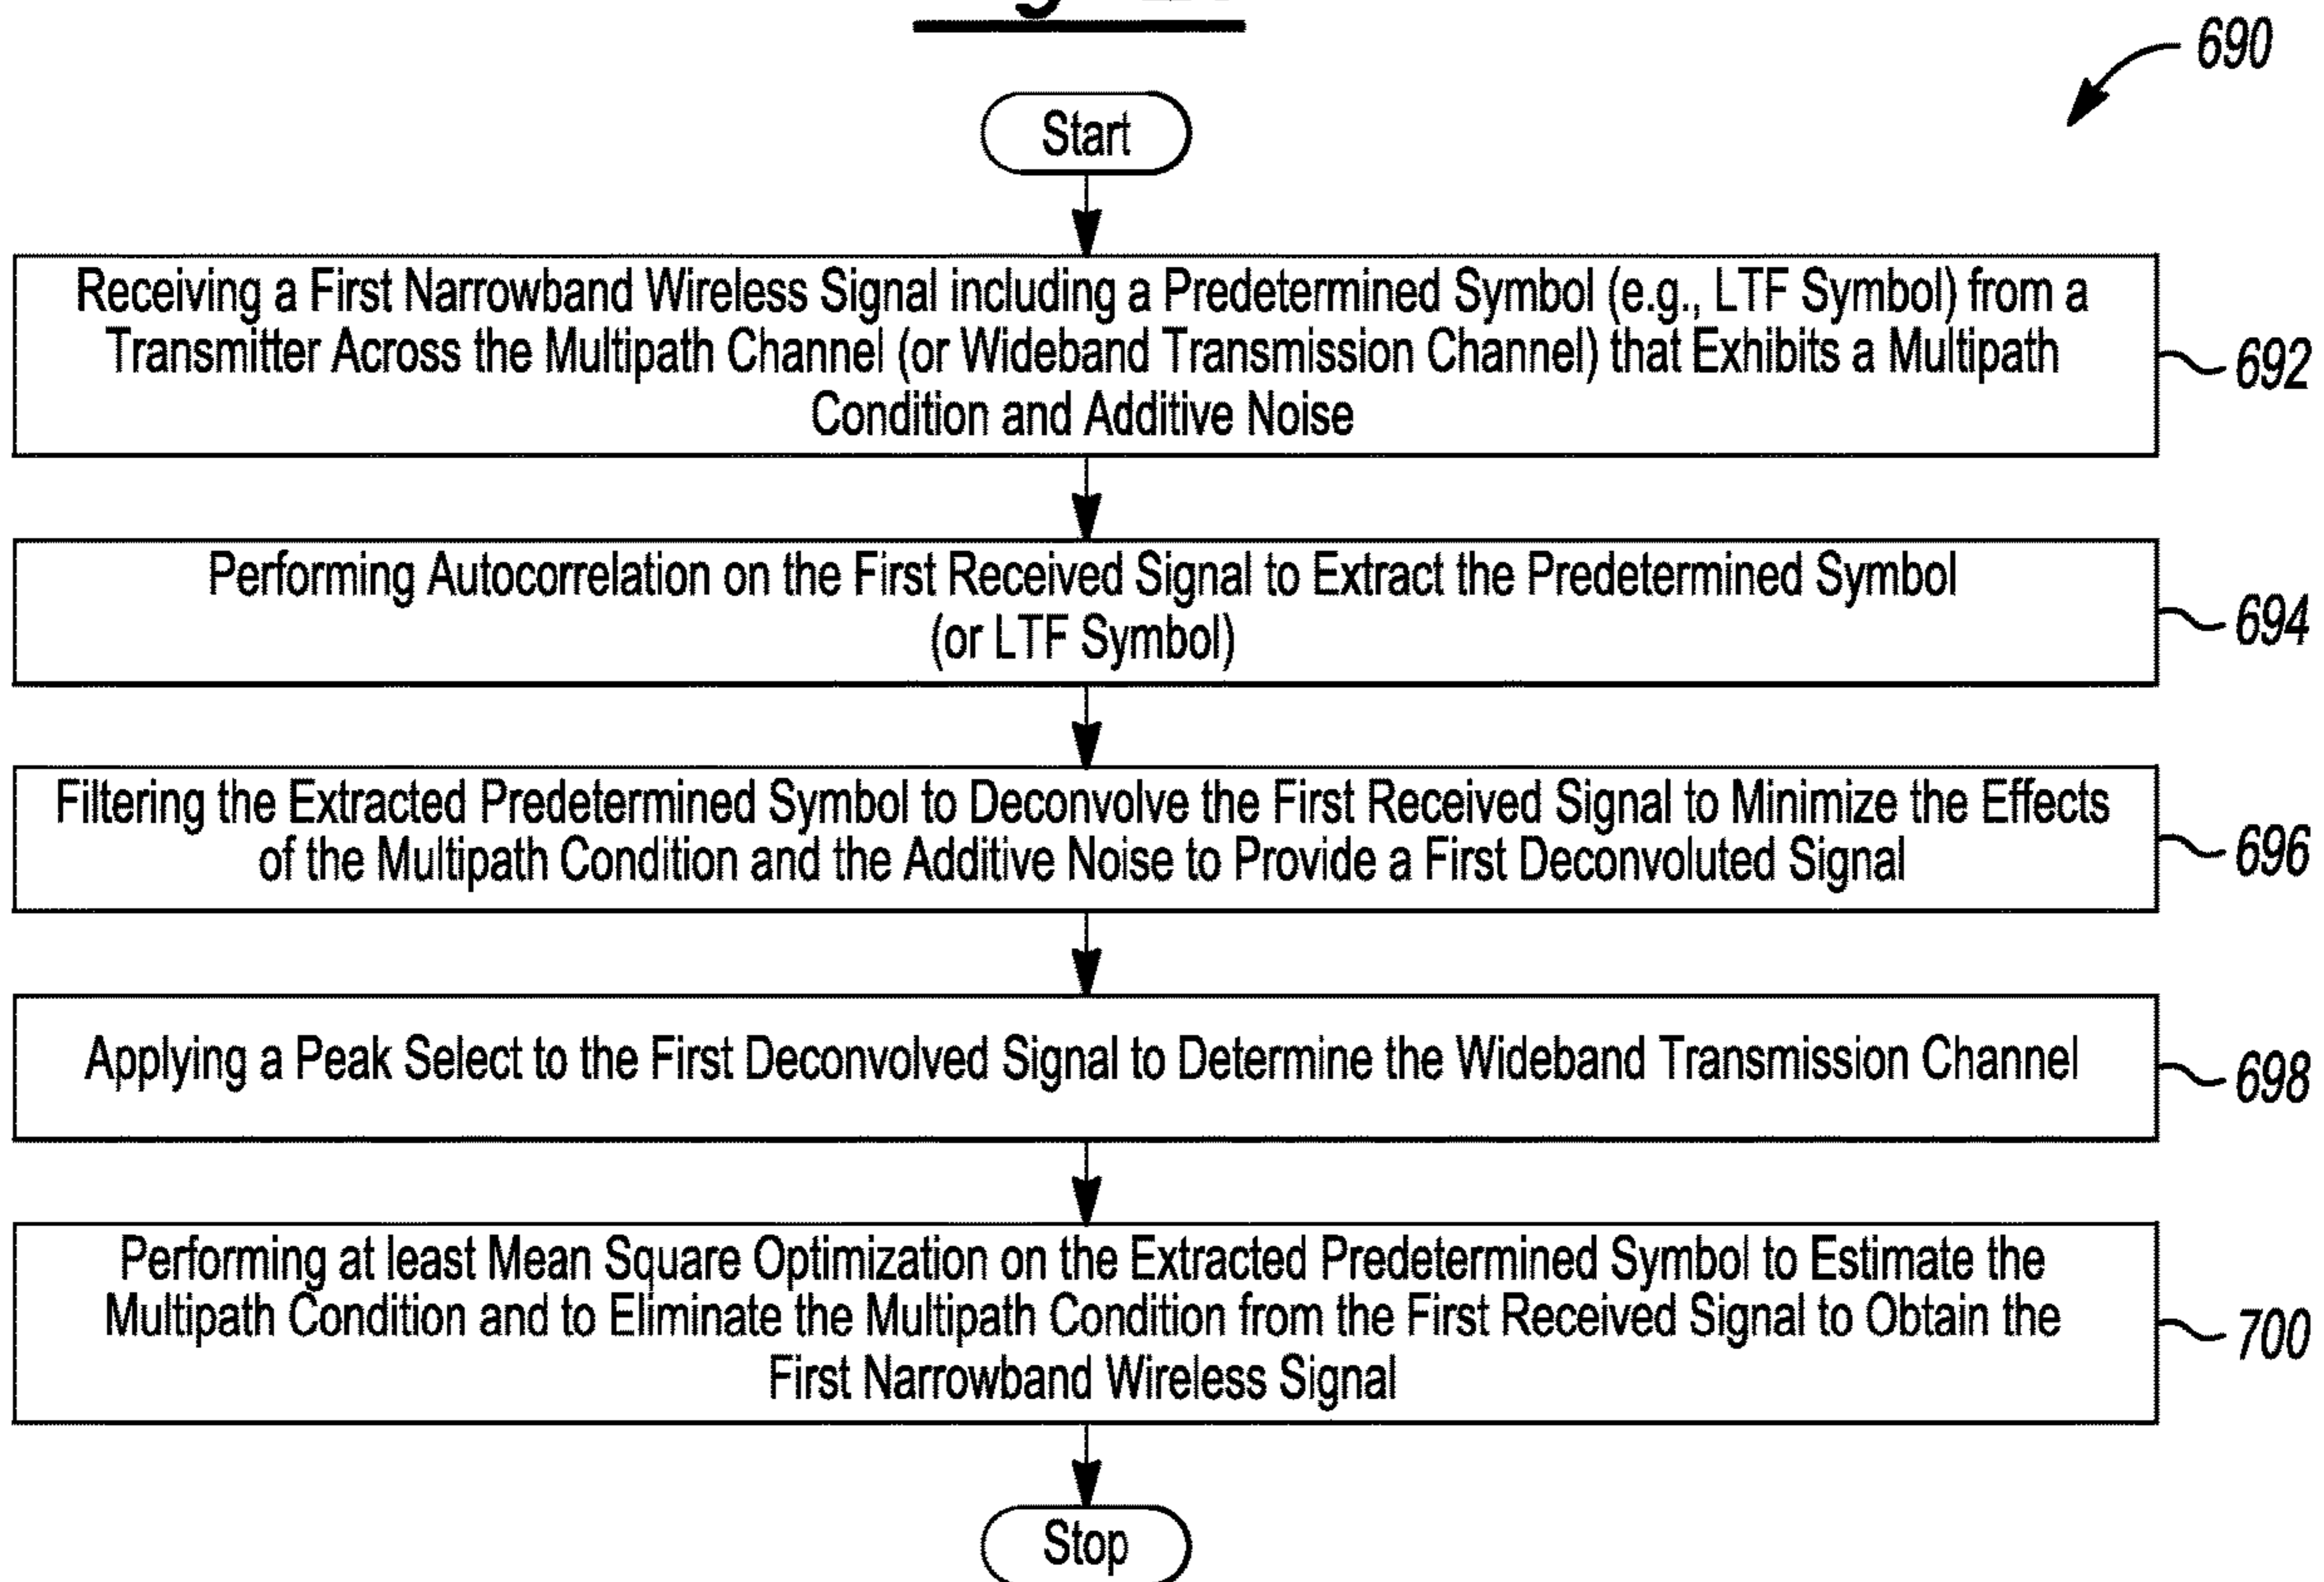 690
Start
Receiving a First Narrowband Wireless Signal including a Predetermined Symbol (e.g., LTF Symbol) from a
Transmitter Across the Multipath Channel (or Wideband Transmission Channel) that Exhibits a Multipath
Condition and Additive Noise
692
Performing Autocorrelation on the First Received Signal to Extract the Predetermined Symbol
(or LTF Symbol)
694
Filtering the Extracted Predetermined Symbol to Deconvolve the First Received Signal to Minimize the Effects
of the Multipath Condition and the Additive Noise to Provide a First Deconvoluted Signal
696
Applying a Peak Select to the First Deconvolved Signal to Determine the Wideband Transmission Channel
698
Performing at least Mean Square Optimization on the Extracted Predetermined Symbol to Estimate the
Multipath Condition and to Eliminate the Multipath Condition from the First Received Signal to Obtain the
First Narrowband Wireless Signal
700
Stop